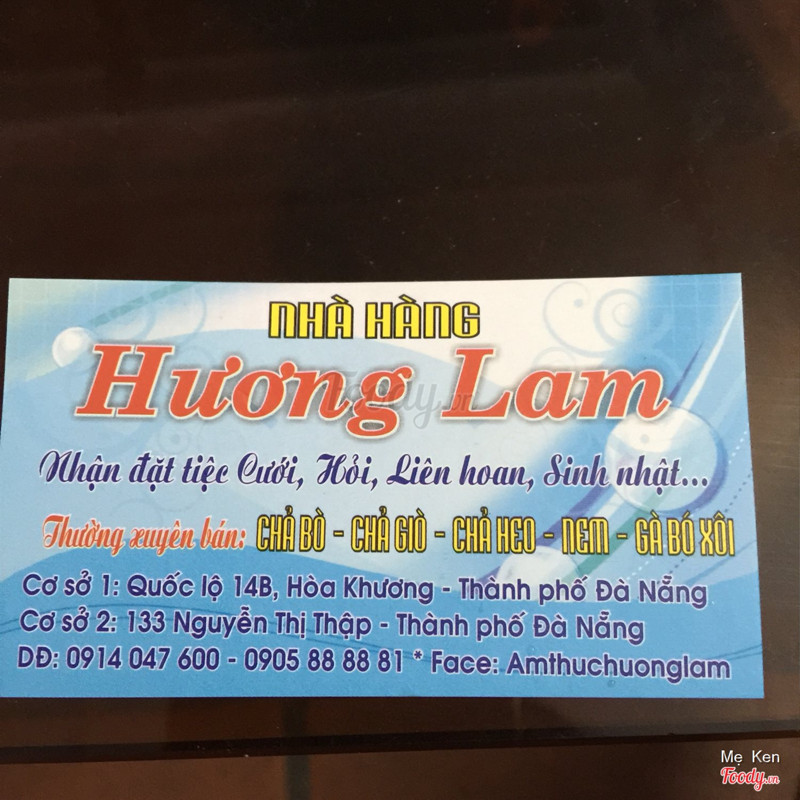 NHÀ HÀNG
Hương Lam
Foody.vn
Nhận đặt tiệc Cưới, Hỏi, Liên hoan, Sinh nhật...
Thường xuyên bán: CHẢ BÒ - CHẢ GIÒ - CHẢ HEO - NEM - GÀ BÓ XÔI
Cơ sở 1: Quốc lộ 14B, Hòa Khương - Thành phố Đà Nẵng
Cơ sở 2: 133 Nguyễn Thị Thập - Thành phố Đà Nẵng
DĐ: 0914 047 600 - 0905 88 88 81 * Face: Amthuchuonglam
Mẹ Ken
Foody.vn